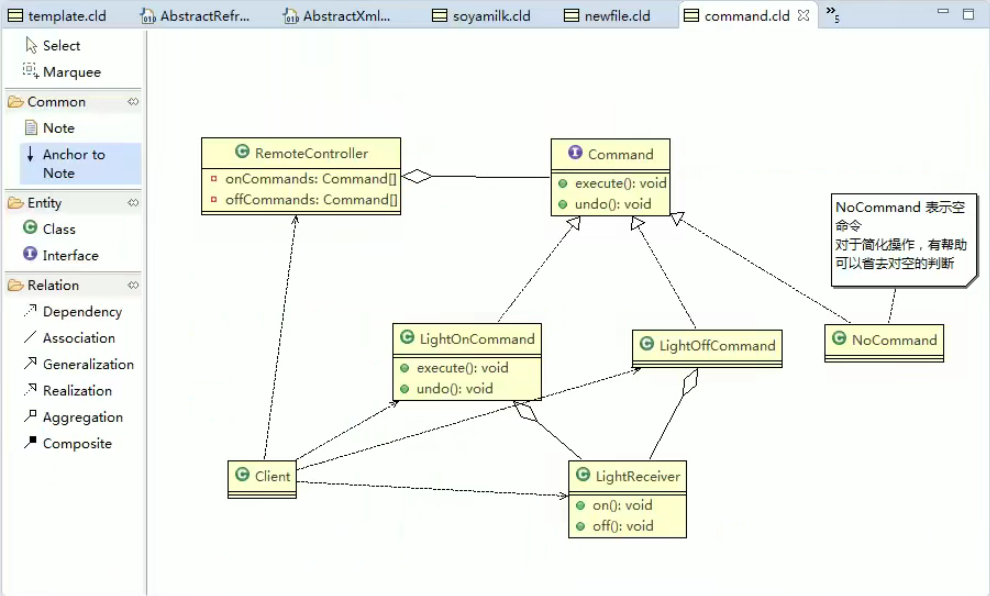 template.cld
AbstractRefr...
AbstractXml...
soyamilk.cld
newfile.cld
command.cld
»5
Select
Marquee
Common
Note
Anchor to
Note
Entity
Class
Interface
Relation
Dependency
Association
Generalization
Realization
Aggregation
Composite
RemoteController
onCommands: Command[]
offCommands: Command[]
Command
execute(): void
undo(): void
NoCommand 表示空
命令
对于简化操作，有帮助
可以省去对空的判断
LightOnCommand
execute(): void
undo(): void
LightOffCommand
NoCommand
Client
LightReceiver
on(): void
off(): void